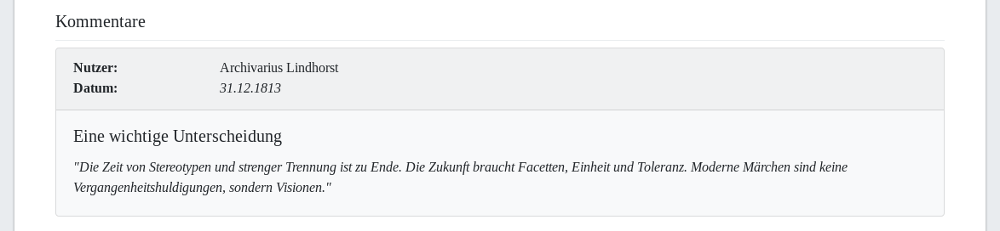 Kommentare
Nutzer: Archivarius Lindhorst
Datum: 31.12.1813
Eine wichtige Unterscheidung
"Die Zeit von Stereotypen und strenger Trennung ist zu Ende. Die Zukunft braucht Facetten, Einheit und Toleranz. Moderne Märchen sind keine
Vergangenheitshuldigungen, sondern Visionen."